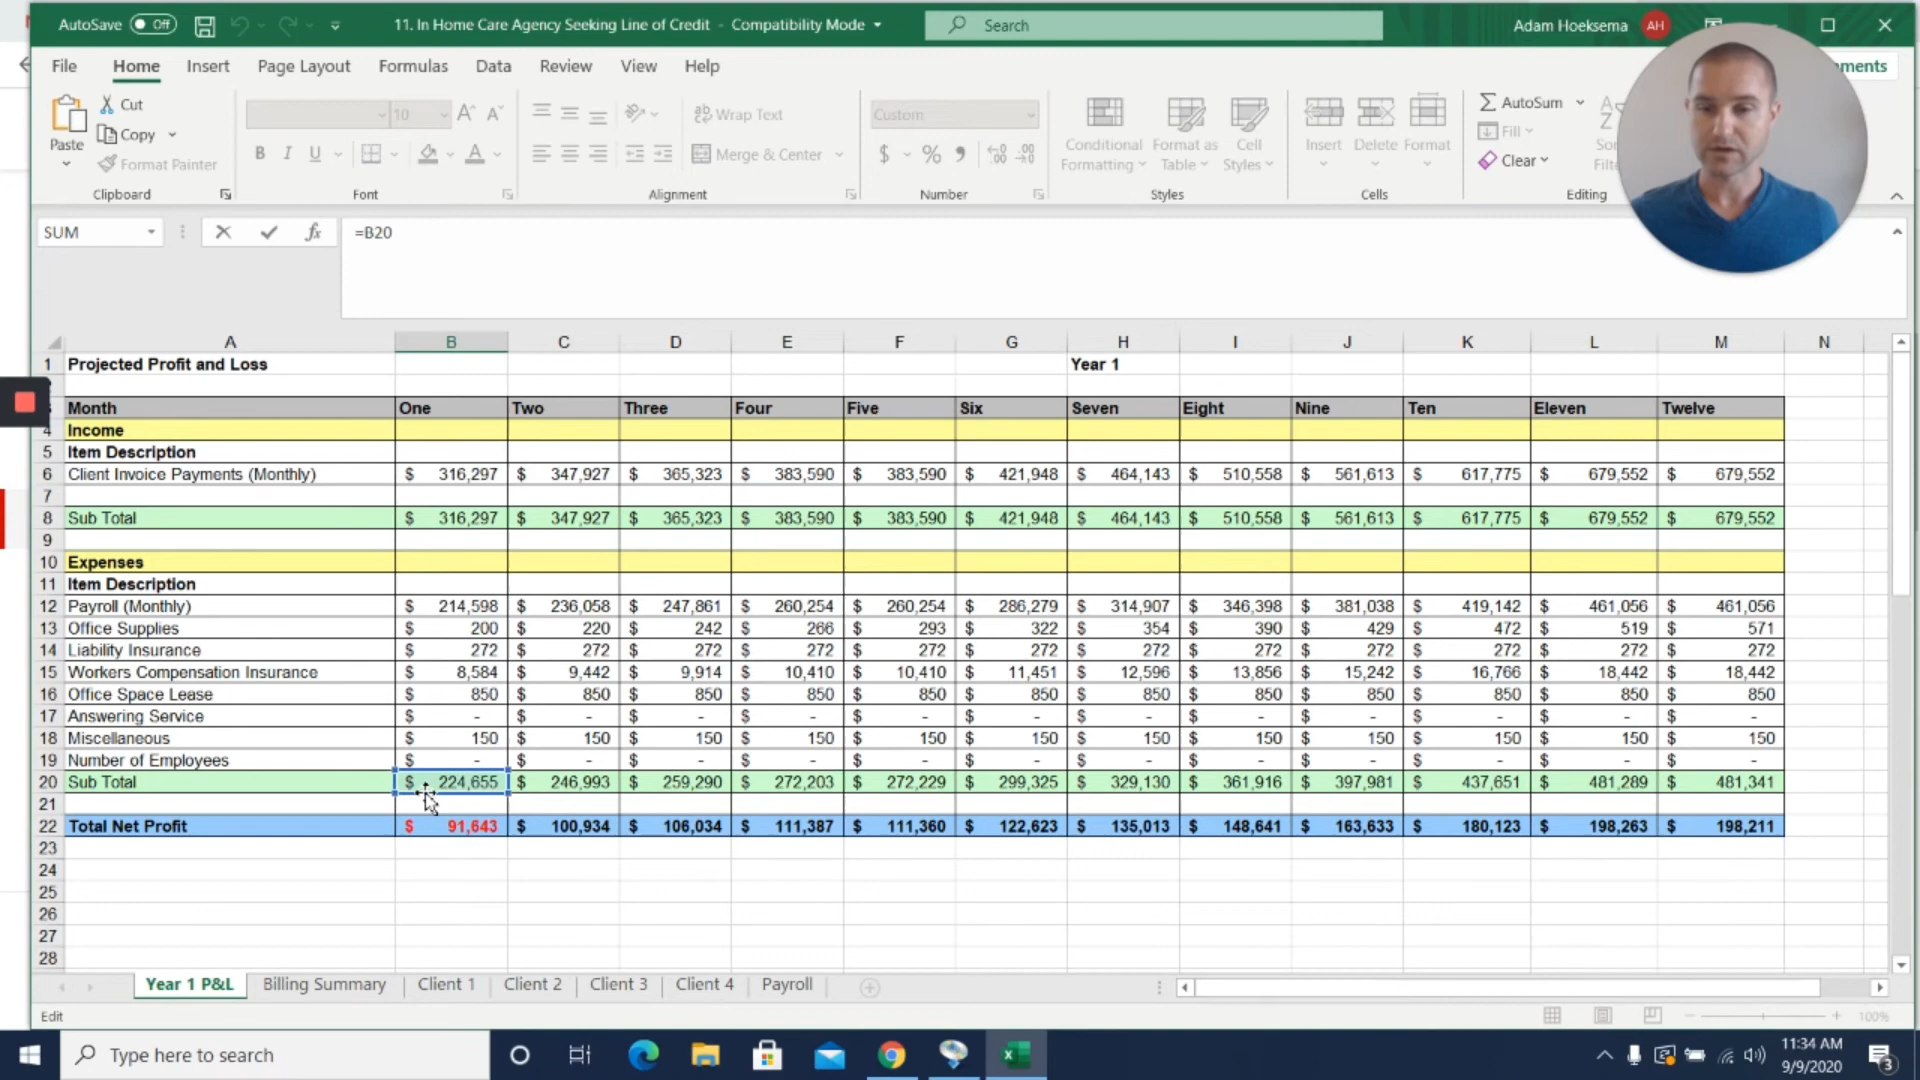 AutoSave Off 11. In Home Care Agency Seeking Line of Credit - Compatibility Mode Search Adam Hoeksema AH
File Home Insert Page Layout Formulas Data Review View Help
Paste Cut Copy Format Painter
10 A^ A˅ B I U A
Wrap Text Merge & Center
Custom $ % 9
Conditional Formatting Format as Table Cell Styles
Insert Delete Format
AutoSum Fill Clear
Clipboard Font Alignment Number Styles Cells Editing
SUM fx =B20
A B C D E F G H I J K L M N
1 Projected Profit and Loss Year 1
Month One Two Three Four Five Six Seven Eight Nine Ten Eleven Twelve
4 Income
5 Item Description
6 Client Invoice Payments (Monthly) $ 316,297 $ 347,927 $ 365,323 $ 383,590 $ 383,590 $ 421,948 $ 464,143 $ 510,558 $ 561,613 $ 617,775 $ 679,552 $ 679,552
7
8 Sub Total $ 316,297 $ 347,927 $ 365,323 $ 383,590 $ 383,590 $ 421,948 $ 464,143 $ 510,558 $ 561,613 $ 617,775 $ 679,552 $ 679,552
9
10 Expenses
11 Item Description
12 Payroll (Monthly) $ 214,598 $ 236,058 $ 247,861 $ 260,254 $ 260,254 $ 286,279 $ 314,907 $ 346,398 $ 381,038 $ 419,142 $ 461,056 $ 461,056
13 Office Supplies $ 200 $ 220 $ 242 $ 266 $ 293 $ 322 $ 354 $ 390 $ 429 $ 472 $ 519 $ 571
14 Liability Insurance $ 272 $ 272 $ 272 $ 272 $ 272 $ 272 $ 272 $ 272 $ 272 $ 272 $ 272 $ 272
15 Workers Compensation Insurance $ 8,584 $ 9,442 $ 9,914 $ 10,410 $ 10,410 $ 11,451 $ 12,596 $ 13,856 $ 15,242 $ 16,766 $ 18,442 $ 18,442
16 Office Space Lease $ 850 $ 850 $ 850 $ 850 $ 850 $ 850 $ 850 $ 850 $ 850 $ 850 $ 850 $ 850
17 Answering Service $ - $ - $ - $ - $ - $ - $ - $ - $ - $ - $ - $ -
18 Miscellaneous $ 150 $ 150 $ 150 $ 150 $ 150 $ 150 $ 150 $ 150 $ 150 $ 150 $ 150 $ 150
19 Number of Employees $ - $ - $ - $ - $ - $ - $ - $ - $ - $ - $ - $ -
20 Sub Total $ 224,655 $ 246,993 $ 259,290 $ 272,203 $ 272,229 $ 299,325 $ 329,130 $ 361,916 $ 397,981 $ 437,651 $ 481,289 $ 481,341
21
22 Total Net Profit $ 91,643 $ 100,934 $ 106,034 $ 111,387 $ 111,360 $ 122,623 $ 135,013 $ 148,641 $ 163,633 $ 180,123 $ 198,263 $ 198,211
23
24
25
26
27
28
Year 1 P&L Billing Summary Client 1 Client 2 Client 3 Client 4 Payroll
Edit 100%
Type here to search 11:34 AM
9/9/2020 3